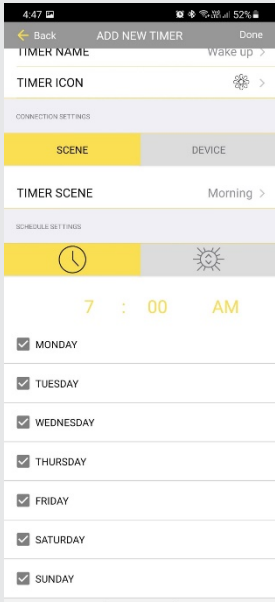 4:47 52%
Back ADD NEW TIMER Done
TIMER NAME Wake up >
TIMER ICON >
CONNECTION SETTINGS
SCENE DEVICE
TIMER SCENE Morning >
SCHEDULE SETTINGS
7 : 00 AM
MONDAY
TUESDAY
WEDNESDAY
THURSDAY
FRIDAY
SATURDAY
SUNDAY